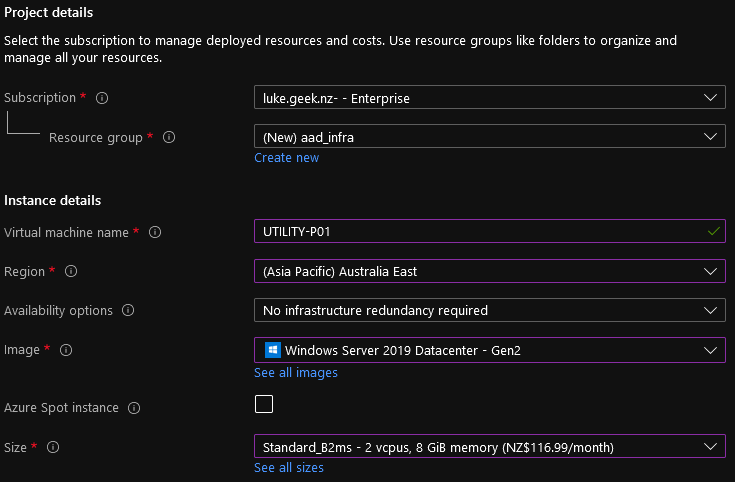 Project details
Select the subscription to manage deployed resources and costs. Use resource groups like folders to organize and
manage all your resources.
Subscription *
luke.geek.nz- - Enterprise
Resource group *
(New) aad_infra
Create new
Instance details
Virtual machine name *
UTILITY-P01
Region *
(Asia Pacific) Australia East
Availability options
No infrastructure redundancy required
Image *
Windows Server 2019 Datacenter - Gen2
See all images
Azure Spot instance
Size *
Standard_B2ms - 2 vcpus, 8 GiB memory (NZ$116.99/month)
See all sizes